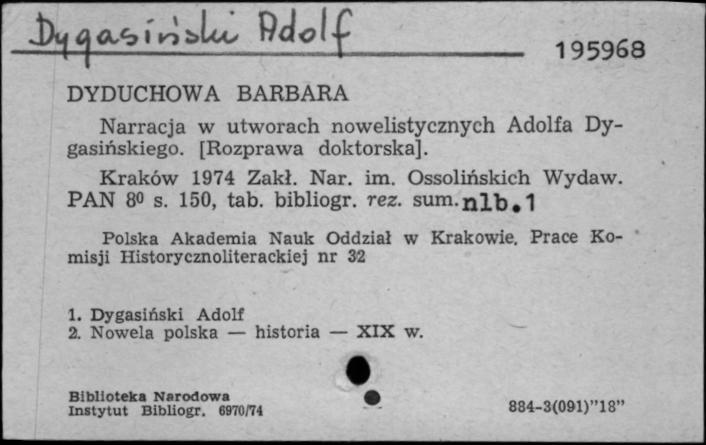 Dygasiński Adolf
195968
DYDUCHOWA BARBARA
Narracja w utworach nowelistycznych Adolfa Dy-
gasińskiego. [Rozprawa doktorska].
Kraków 1974 Zakł. Nar. im. Ossolińskich Wydaw.
PAN 8⁰ s. 150, tab. bibliogr. rez. sum. nlb. 1
Polska Akademia Nauk Oddział w Krakowie. Prace Ko-
misji Historycznoliterackiej nr 32
1. Dygasiński Adolf
2. Nowela polska — historia — XIX w.
Biblioteka Narodowa
Instytut Bibliogr. 6970/74
884-3(091)"18"